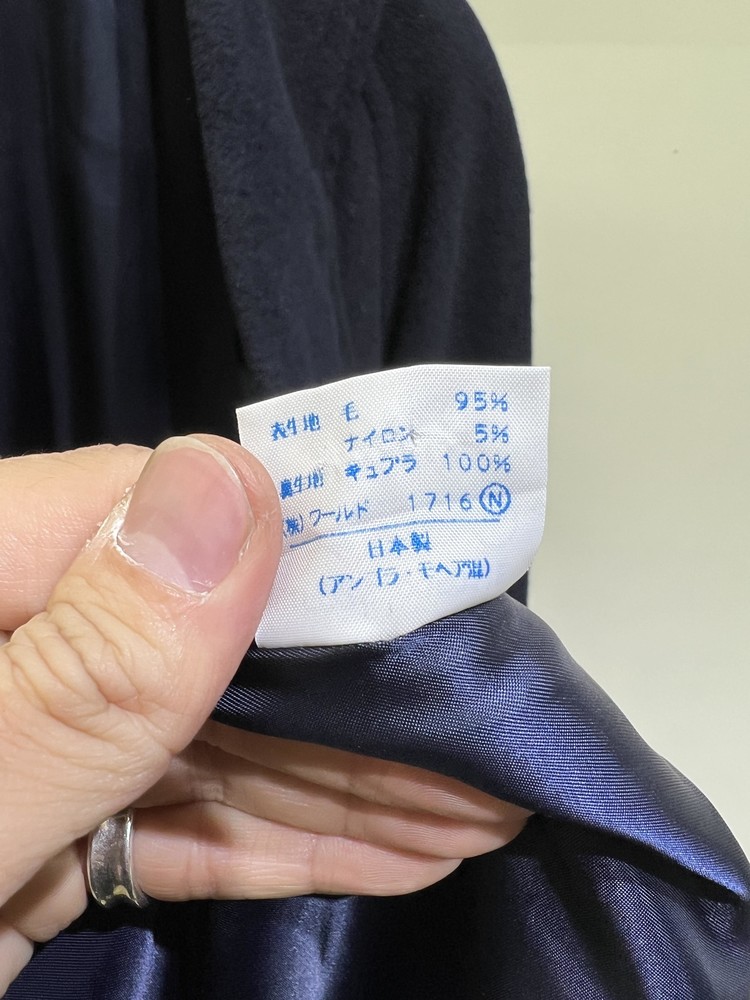 表生地 毛 95%
ナイロン 5%
裏生地 キュプラ 100%
(株)ワールド 1716 Ⓝ
日本製
(アンゴラ・モヘア混)